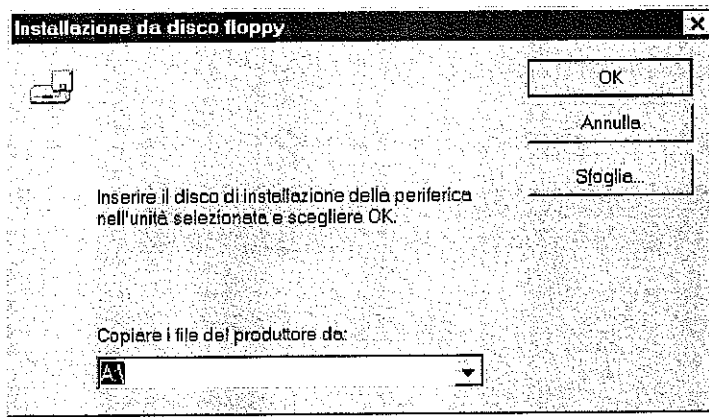 Installazione da disco floppy
OK
Annulla
Sfoglia...
Inserire il disco di installazione della periferica
nell'unità selezionata e scegliere OK.
Copiare i file del produttore da:
A:\